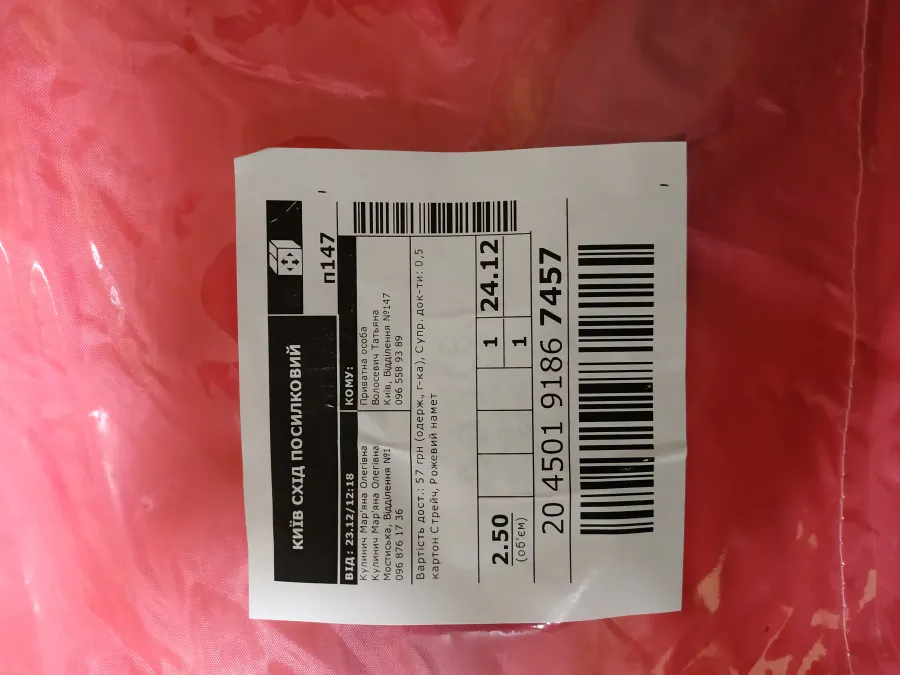 КИЇВ СХІД ПОСИЛКОВИЙ
П147
ВІД: 23.12/12:18
Кулинич Мар'яна Олегівна
Кулинич Мар'яна Олегівна
Мостиська, Відділення №1
096 876 17 36
КОМУ:
Приватна особа
Волосевич Татьяна
Київ, Відділення №147
096 558 93 89
Вартість дост.: 57 грн (одерж., г-ка), Супр. док-ти: 0,5
картон Стрейч, Рожевий намет
2.50
(об'єм)
1
24.12
1
20 4501 9186 7457